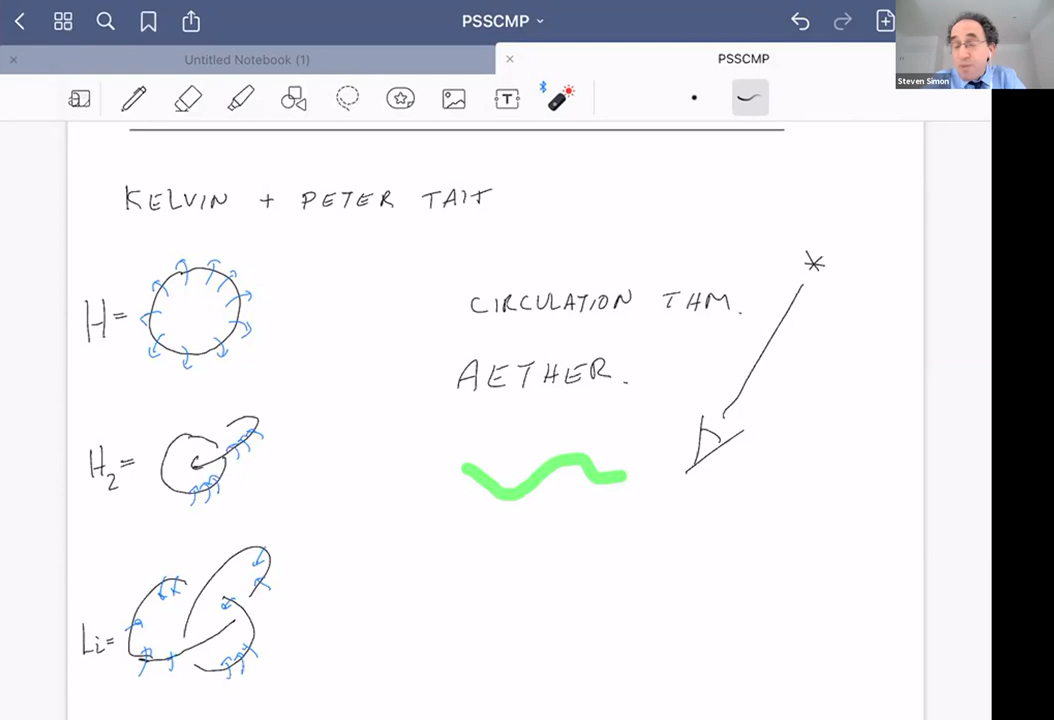 PSSCMP
Untitled Notebook (1)
PSSCMP
Steven Simon
T
KELVIN + PETER TAIT
H=
CIRCULATION THM.
AETHER.
H2=
Li=